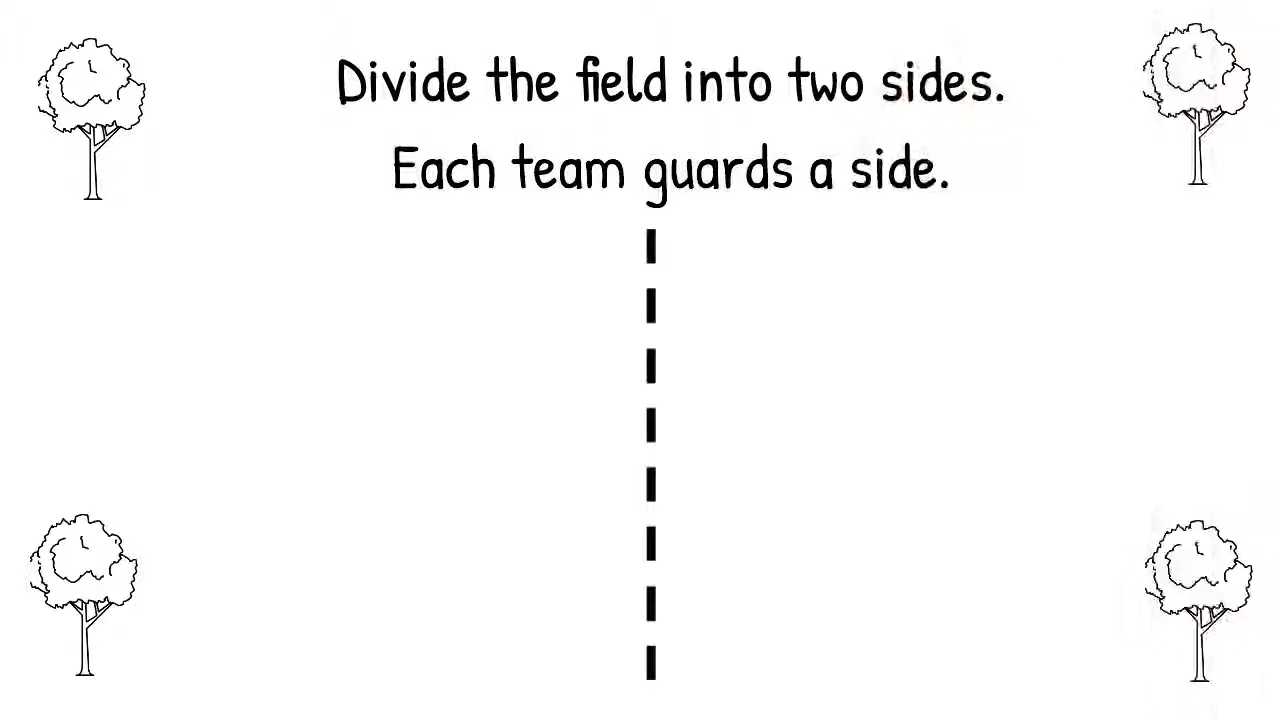 Divide the field into two sides.
Each team guards a side.